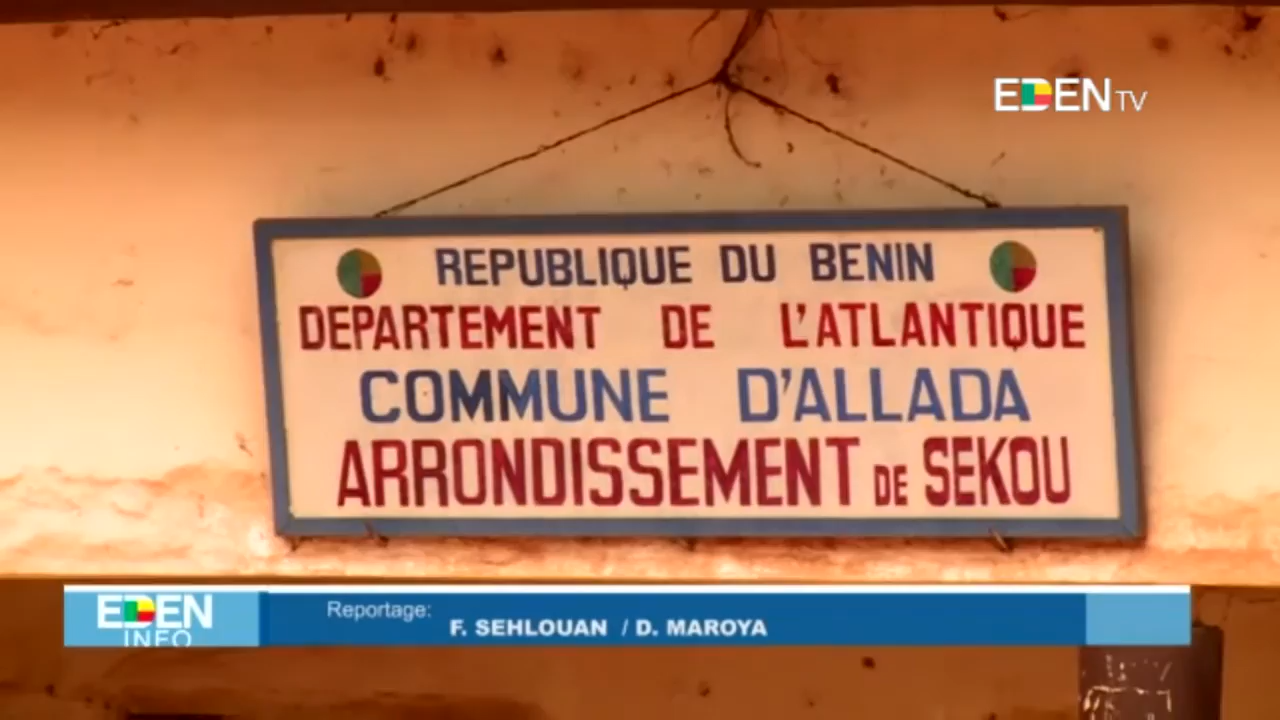 EDEN TV
REPUBLIQUE DU BENIN
DEPARTEMENT DE L'ATLANTIQUE
COMMUNE D'ALLADA
ARRONDISSEMENT DE SEKOU
EDEN
INFO
Reportage:
F. SEHLOUAN / D. MAROYA